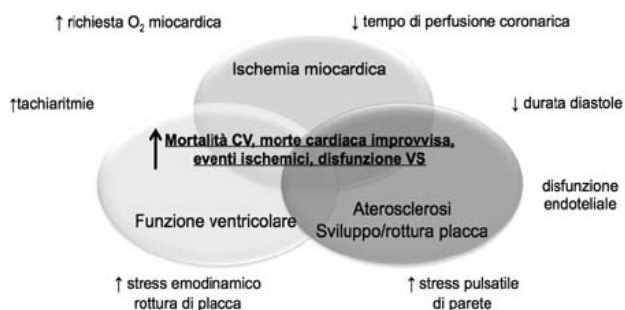 ↑ richiesta O₂ miocardica
↓ tempo di perfusione coronarica
Ischemia miocardica
↑tachiaritmie
↓ durata diastole
↑ Mortalità CV, morte cardiaca improvvisa,
eventi ischemici, disfunzione VS
disfunzione
endoteliale
Funzione ventricolare
Aterosclerosi
Sviluppo/rottura placca
↑ stress emodinamico
rottura di placca
↑ stress pulsatile
di parete